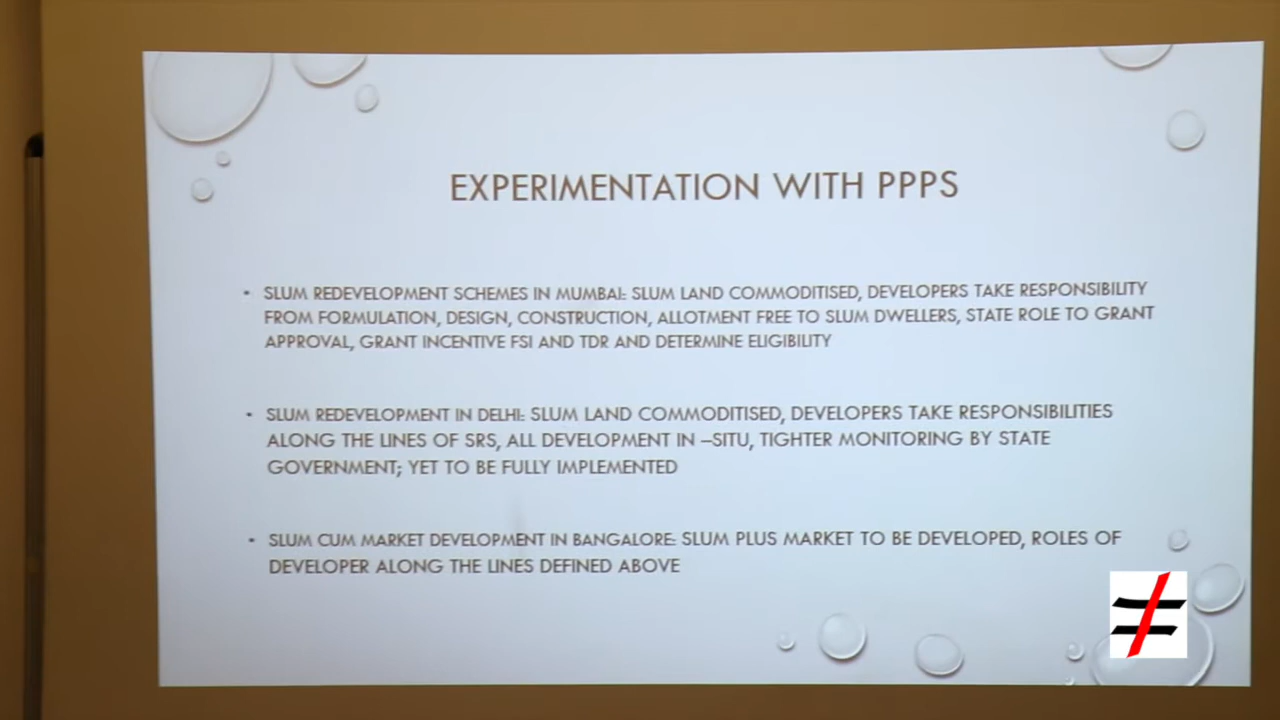 EXPERIMENTATION WITH PPPS
• SLUM REDEVELOPMENT SCHEMES IN MUMBAI: SLUM LAND COMMODITISED, DEVELOPERS TAKE RESPONSIBILITY
FROM FORMULATION, DESIGN, CONSTRUCTION, ALLOTMENT FREE TO SLUM DWELLERS, STATE ROLE TO GRANT
APPROVAL, GRANT INCENTIVE FSI AND TDR AND DETERMINE ELIGIBILITY
• SLUM REDEVELOPMENT IN DELHI: SLUM LAND COMMODITISED, DEVELOPERS TAKE RESPONSIBILITIES
ALONG THE LINES OF SRS, ALL DEVELOPMENT IN –SITU, TIGHTER MONITORING BY STATE
GOVERNMENT; YET TO BE FULLY IMPLEMENTED
• SLUM CUM MARKET DEVELOPMENT IN BANGALORE: SLUM PLUS MARKET TO BE DEVELOPED, ROLES OF
DEVELOPER ALONG THE LINES DEFINED ABOVE